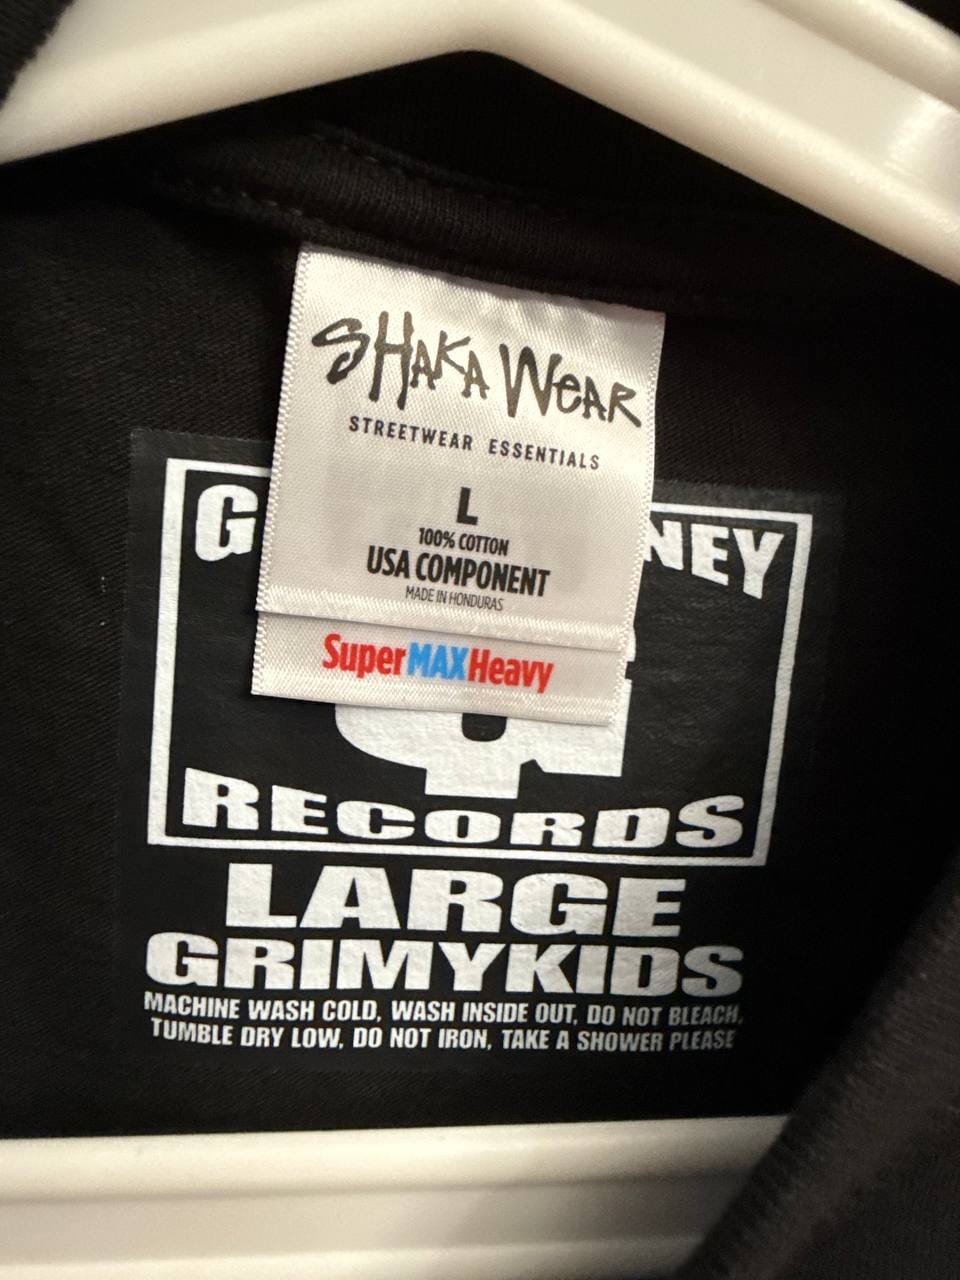 SHAKA WEAR
STREETWEAR ESSENTIALS
L
100% COTTON
USA COMPONENT
MADE IN HONDURAS
SuperMAXHeavy
RECORDS
LARGE
GRIMYKIDS
MACHINE WASH COLD, WASH INSIDE OUT, DO NOT BLEACH,
TUMBLE DRY LOW, DO NOT IRON, TAKE A SHOWER PLEASE